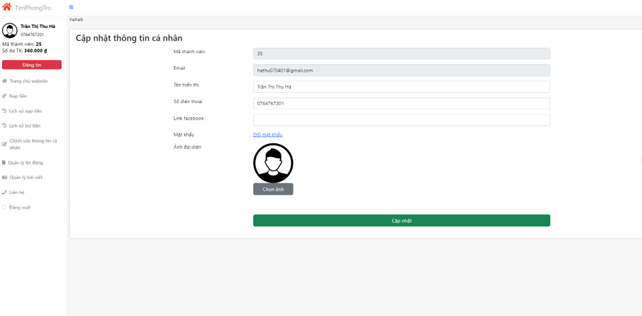 TimPhongTro
hathaiti
Trần Thị Thu Hà
0764767201
Mã thành viên: 25
Số dư TK: 360.000 ₫
Đăng tin
Trang chủ website
Nạp tiền
Lịch sử nạp tiền
Lịch sử trừ tiền
Chỉnh sửa thông tin cá
nhân
Quản lý tin đăng
Quản lý bài viết
Liên hệ
Đăng xuất
Cập nhật thông tin cá nhân
Mã thành viên
25
Email
hathu070401@gmail.com
Tên hiển thị
Trần Thị Thu Hà
Số điện thoại
0764767201
Link facebook
Mật khẩu
Đổi mật khẩu
Ảnh đại diện
Chọn ảnh
Cập nhật